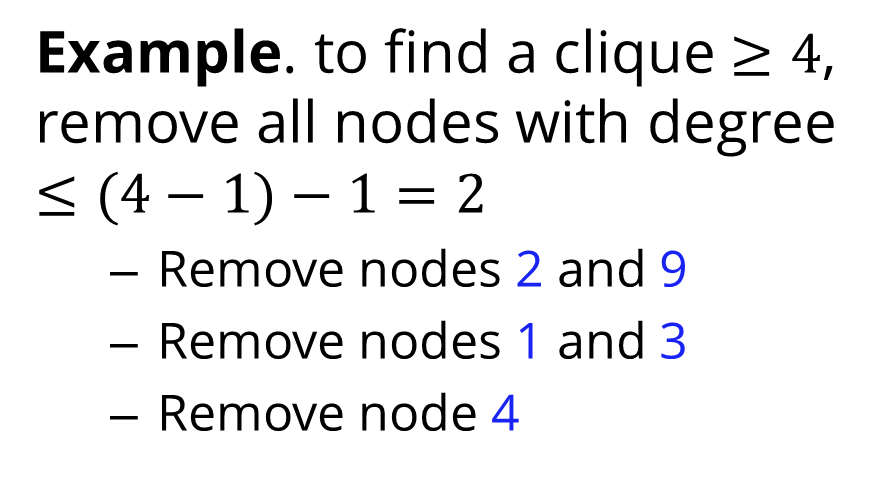 Example. to find a clique ≥ 4,
remove all nodes with degree
≤ (4 − 1) − 1 = 2
– Remove nodes 2 and 9
– Remove nodes 1 and 3
– Remove node 4